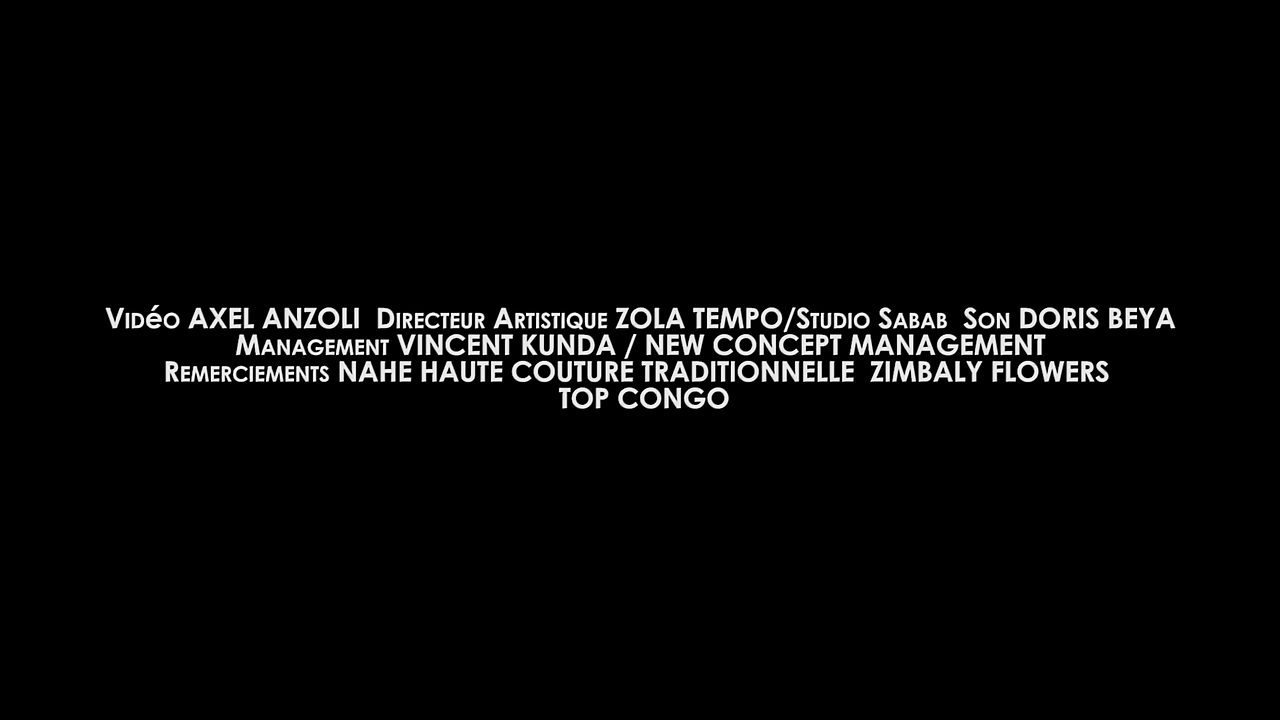 Vidéo AXEL ANZOLI Directeur Artistique ZOLA TEMPO/Studio Sabab Son DORIS BEYA
Management VINCENT KUNDA / NEW CONCEPT MANAGEMENT
Remerciements NAHE HAUTE COUTURE TRADITIONNELLE ZIMBALY FLOWERS
TOP CONGO